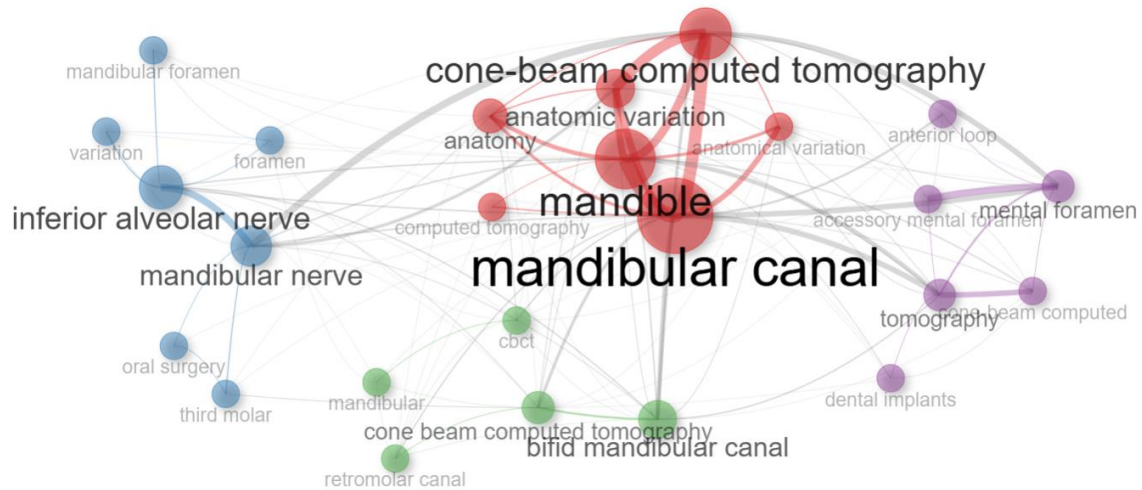 mandibular foramen
cone-beam computed tomography
anatomic variation
anterior loop
variation
anatomy
anatomical variation
foramen
mandible
mental foramen
inferior alveolar nerve
computed tomography
accessory mental foramen
mandibular nerve
mandibular canal
tomography
cone-beam computed
cbct
oral surgery
mandibular
dental implants
third molar
cone beam computed tomography
bifid mandibular canal
retromolar canal